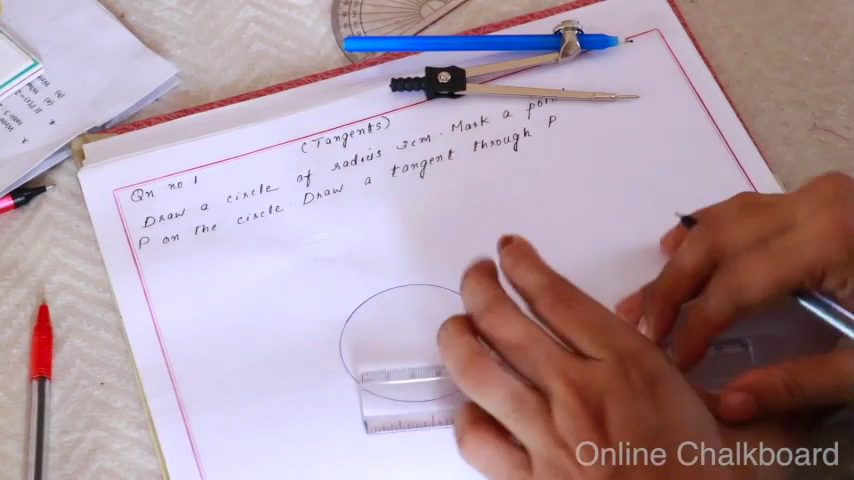 (Tangents)
Qn no 1
Draw a circle of radius 3cm. Mark a point
P on the circle. Draw a tangent through P
Online Chalkboard